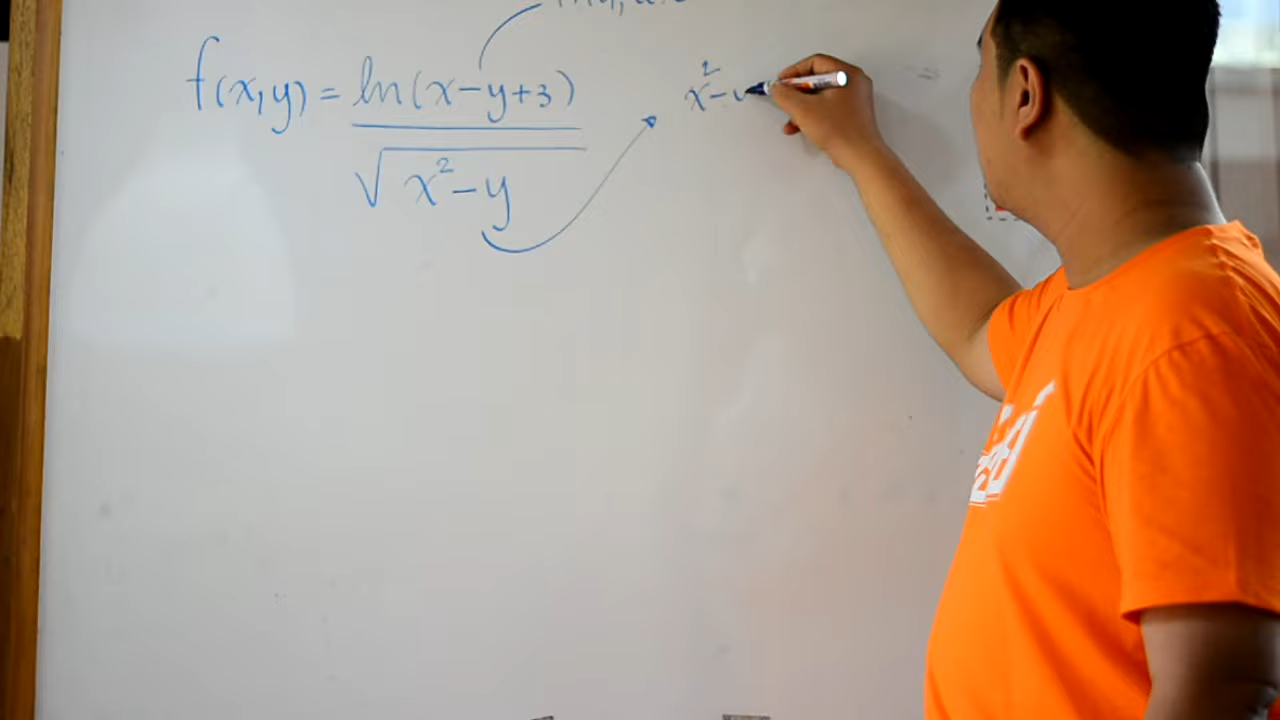 f(x,y) = ln(x-y+3)
√ x²-y
x²-